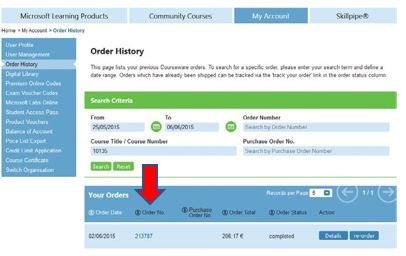 Microsoft Learning Products
Community Courses
My Account
Skillpipe®
Home > My Account > Order History
User Profile
User Management
Order History
Digital Library
Premium Online Codes
Exam Voucher Codes
Microsoft Labs Online
Student Access Pass
Product Vouchers
Balance of Account
Price List Expert
Credit Limit Application
Course Certificate
Switch Organisation
Order History
This page lists your previous Courseware orders. To search for a specific order, please enter your search term and define a
date range. Orders which have already been shipped can be tracked via the 'track your order' link in the order status column.
Search Criteria
From To Order Number
25/05/2015 06/06/2015 Search by Order Number
Course Title / Course Number Purchase Order No.
10135 Search by Purchase Order No.
Search Reset
Your Orders Records per Page 5 1 / 1
Order Date Order No. Purchase Order No. Order Total Order Status Action
02/06/2015 213787 206,17 € completed Details re-order